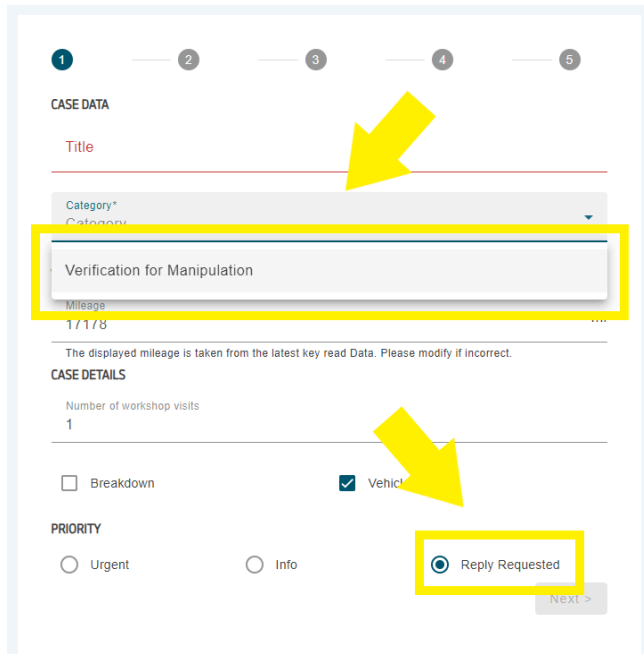 1 2 3 4 5
CASE DATA
Title
Category*
Category
Verification for Manipulation
Mileage
17178
The displayed mileage is taken from the latest key read Data. Please modify if incorrect.
CASE DETAILS
Number of workshop visits
1
Breakdown
PRIORITY
Urgent Info Reply Requested
Next >